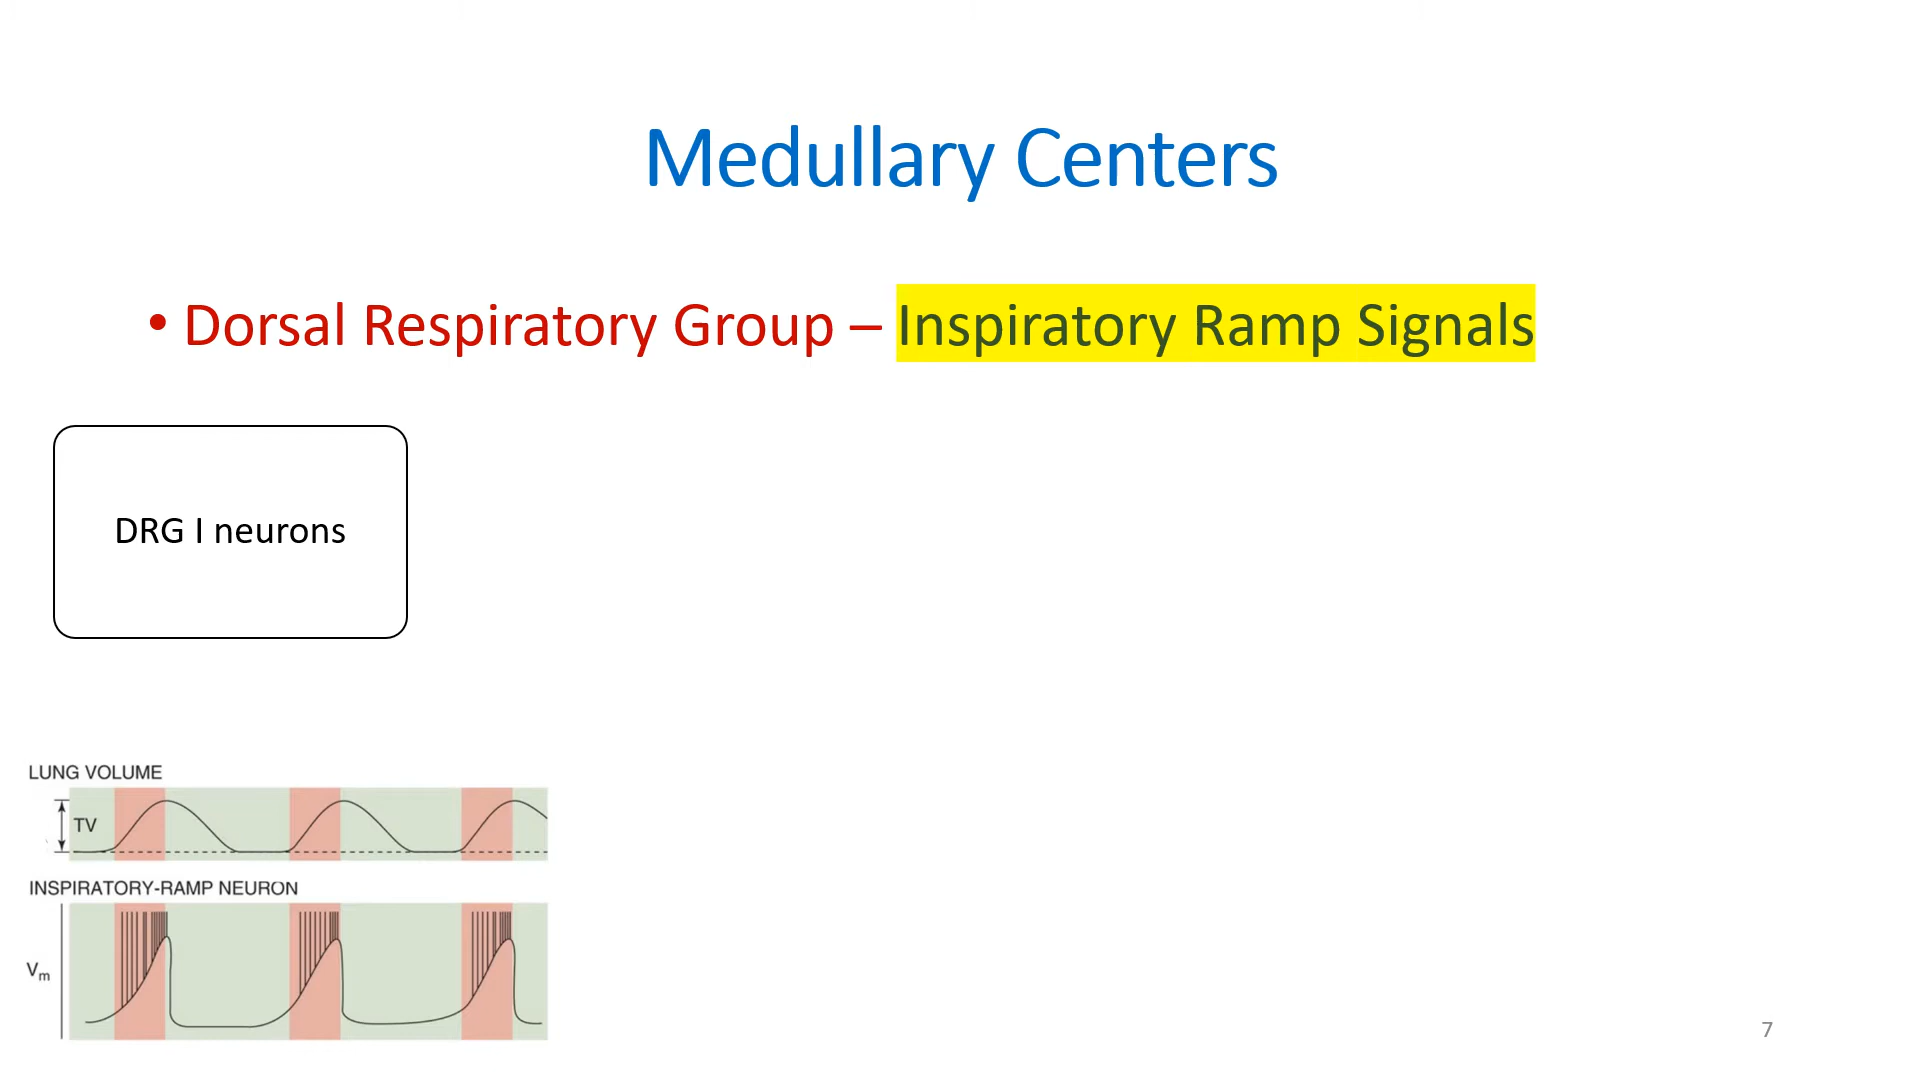 Medullary Centers
• Dorsal Respiratory Group – Inspiratory Ramp Signals
DRG I neurons
LUNG VOLUME
TV
INSPIRATORY-RAMP NEURON
Vm
7